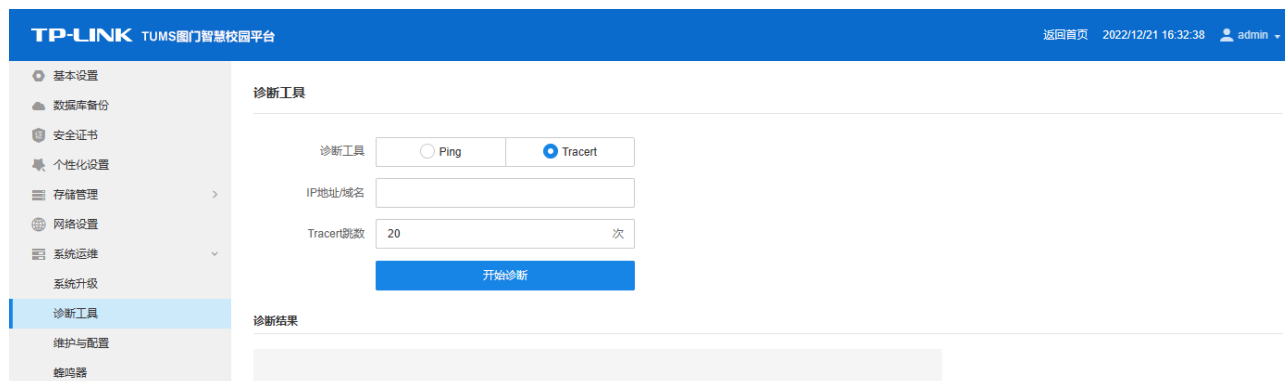 TP-LINK TUMS图门智慧校园平台
返回首页 2022/12/21 16:32:38 admin
基本设置
数据库备份
安全证书
个性化设置
存储管理
网络设置
系统运维
系统升级
诊断工具
维护与配置
蜂鸣器
诊断工具
诊断工具 Ping Tracert
IP地址/域名
Tracert跳数 20 次
开始诊断
诊断结果